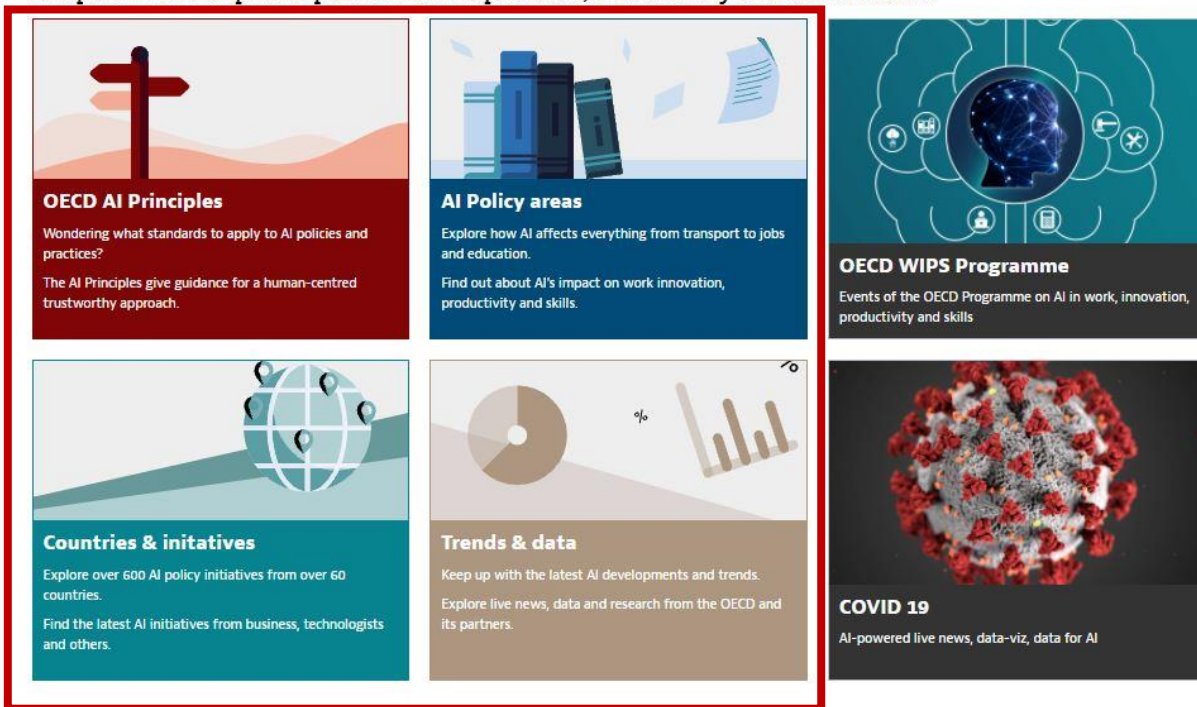 OECD AI Principles
Wondering what standards to apply to AI policies and
practices?
The AI Principles give guidance for a human-centred
trustworthy approach.
AI Policy areas
Explore how AI affects everything from transport to jobs
and education.
Find out about AI's impact on work innovation,
productivity and skills.
OECD WIPS Programme
Events of the OECD Programme on AI in work, innovation,
productivity and skills
Countries & initatives
Explore over 600 AI policy initiatives from over 60
countries.
Find the latest AI initiatives from business, technologists
and others.
%
%
Trends & data
Keep up with the latest AI developments and trends.
Explore live news, data and research from the OECD and
its partners.
COVID 19
AI-powered live news, data-viz, data for AI